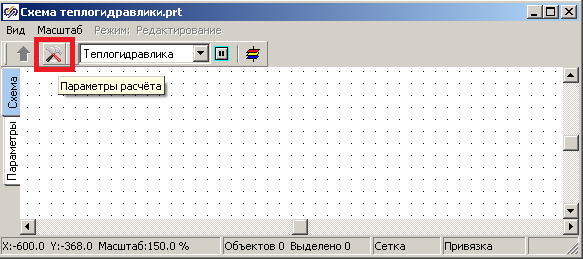 Схема теплогидравлики.prt
Вид Масштаб Режим: Редактирование
Теплогидравлика
Параметры расчёта
Схема
Параметры
X:-600.0 Y:-368.0 Масштаб:150.0 % Объектов 0 Выделено 0 Сетка Привязка